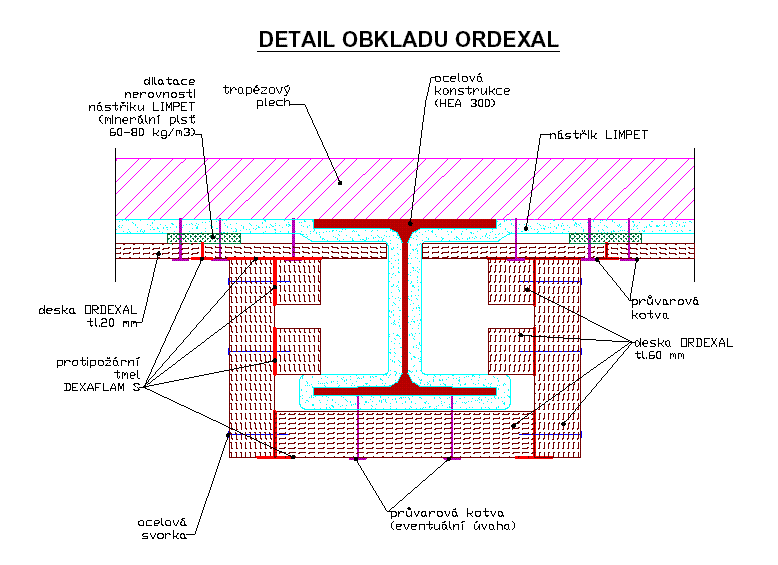 DETAIL OBKLADU ORDEXAL
dlatace
nerovností
nástřiku LIMPET
(minerální plsť
60-80 kg/m3)
trapézový
plech
ocelová
konstrukce
(HEA 300)
nástřik LIMPET
deska ORDEXAL
tl.20 mm
průvarová
kotva
deska ORDEXAL
tl.60 mm
protipožární
tmel
DEXAFLAM S
průvarová kotva
(eventuální úvaha)
ocelová
svorka